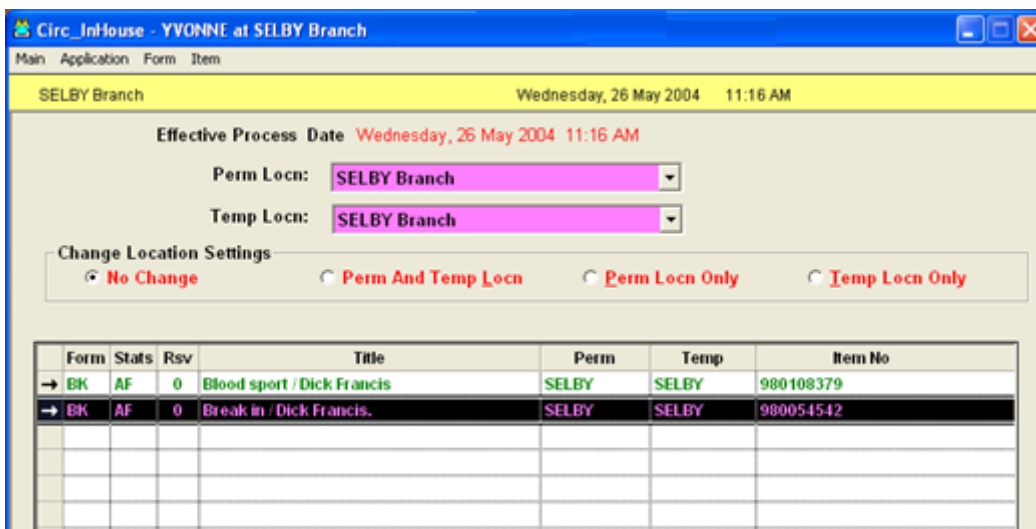 Circ_InHouse - YVONNE at SELBY Branch
Main Application Form Item
SELBY Branch Wednesday, 26 May 2004 11:16 AM
Effective Process Date Wednesday, 26 May 2004 11:16 AM
Perm Locn: SELBY Branch
Temp Locn: SELBY Branch
Change Location Settings
No Change Perm And Temp Locn Perm Locn Only Temp Locn Only
Form Stats Rsv Title Perm Temp Item No
BK AF 0 Blood sport / Dick Francis SELBY SELBY 980108379
BK AF 0 Break in / Dick Francis. SELBY SELBY 980054542